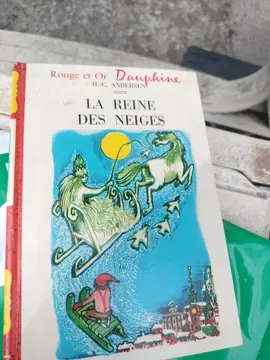 Rouge et Or Dauphine
H.-C. ANDERSEN
LA REINE
DES NEIGES